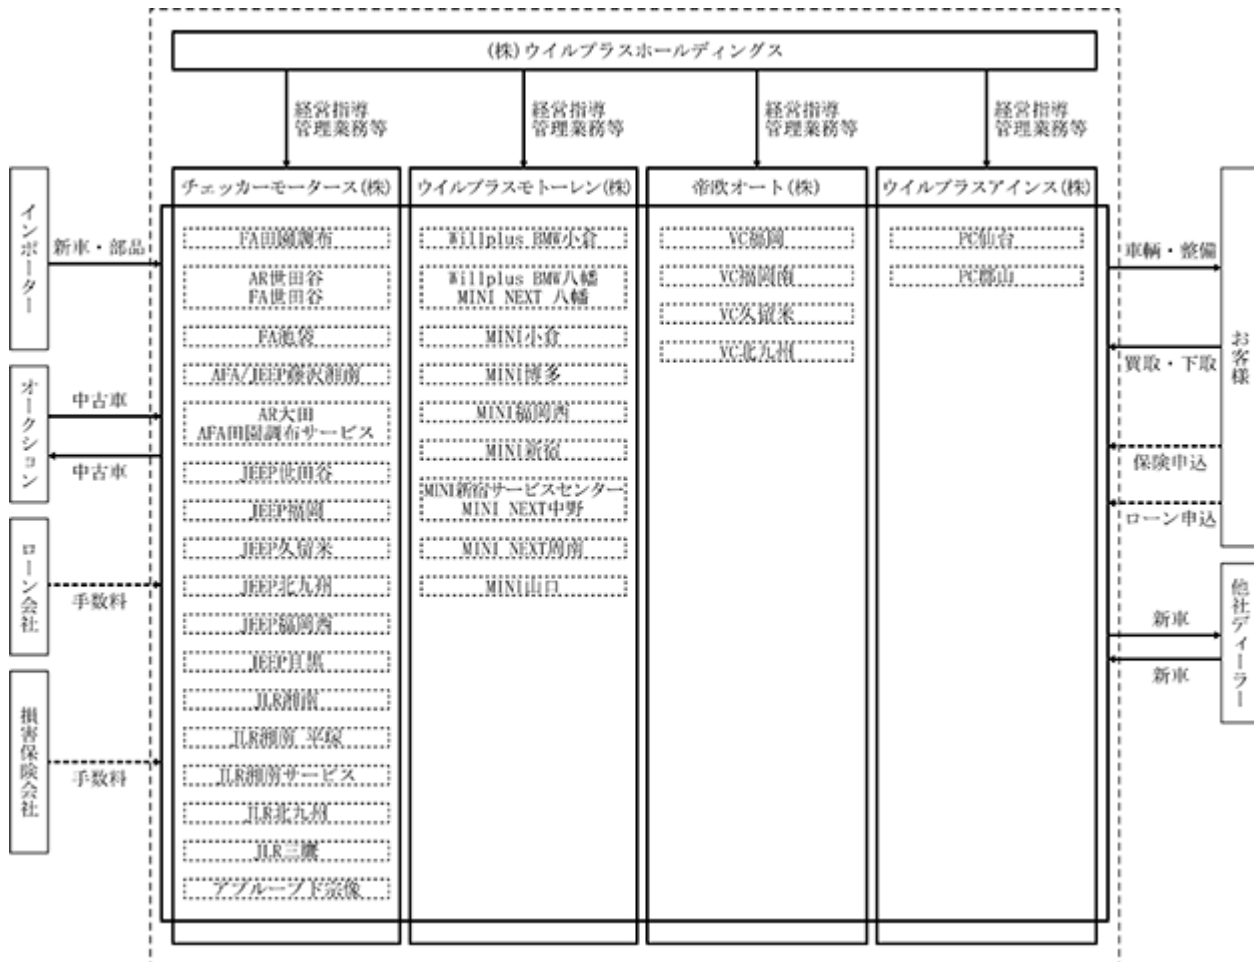 (株)ウイルプラスホールディングス
経営指導
管理業務等
経営指導
管理業務等
経営指導
管理業務等
経営指導
管理業務等
インポーター
新車・部品
オークション
中古車
中古車
ローン会社
手数料
損害保険会社
手数料
チェッカーモータース(株)
FA田園調布
AR世田谷
FA世田谷
FA池袋
AFA/JEEP藤沢湘南
AR大田
AFA田園調布サービス
JEEP世田谷
JEEP福岡
JEEP久留米
JEEP北九州
JEEP福岡西
JEEP目黒
JLR湘南
JLR湘南 平塚
JLR湘南サービス
JLR北九州
JLR三鷹
アプルーブド宗像
ウイルプラスモトーレン(株)
Willplus BMW小倉
Willplus BMW八幡
MINI NEXT 八幡
MINI小倉
MINI博多
MINI福岡西
MINI新宿
MINI新宿サービスセンター
MINI NEXT中野
MINI NEXT周南
MINI山口
帝欧オート(株)
VC福岡
VC福岡南
VC久留米
VC北九州
ウイルプラスアインス(株)
PC仙台
PC郡山
車輌・整備
買取・下取
保険申込
ローン申込
お客様
新車
新車
他社ディーラー